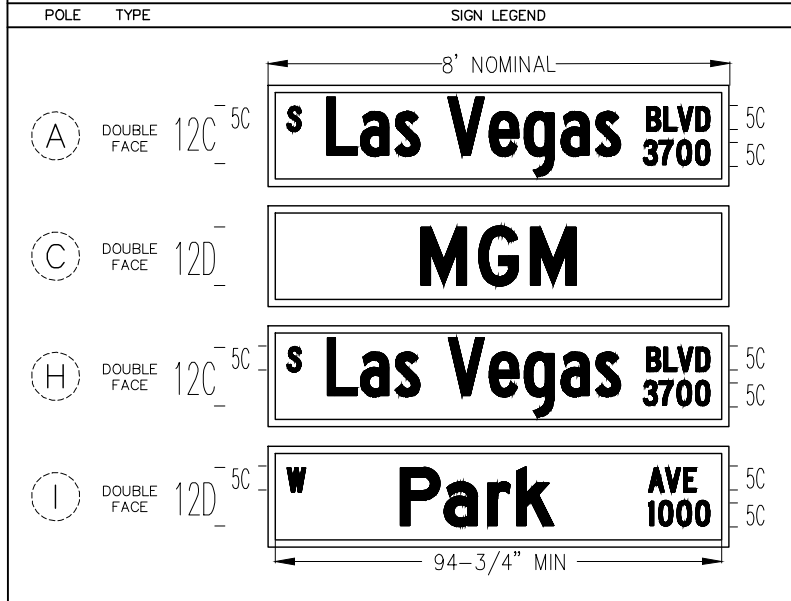 POLE TYPE SIGN LEGEND
8' NOMINAL
A DOUBLE FACE 12C 5C S Las Vegas BLVD 3700 5C 5C
C DOUBLE FACE 12D MGM
H DOUBLE FACE 12C 5C S Las Vegas BLVD 3700 5C 5C
I DOUBLE FACE 12D 5C W Park AVE 1000 5C 5C
94-3/4" MIN